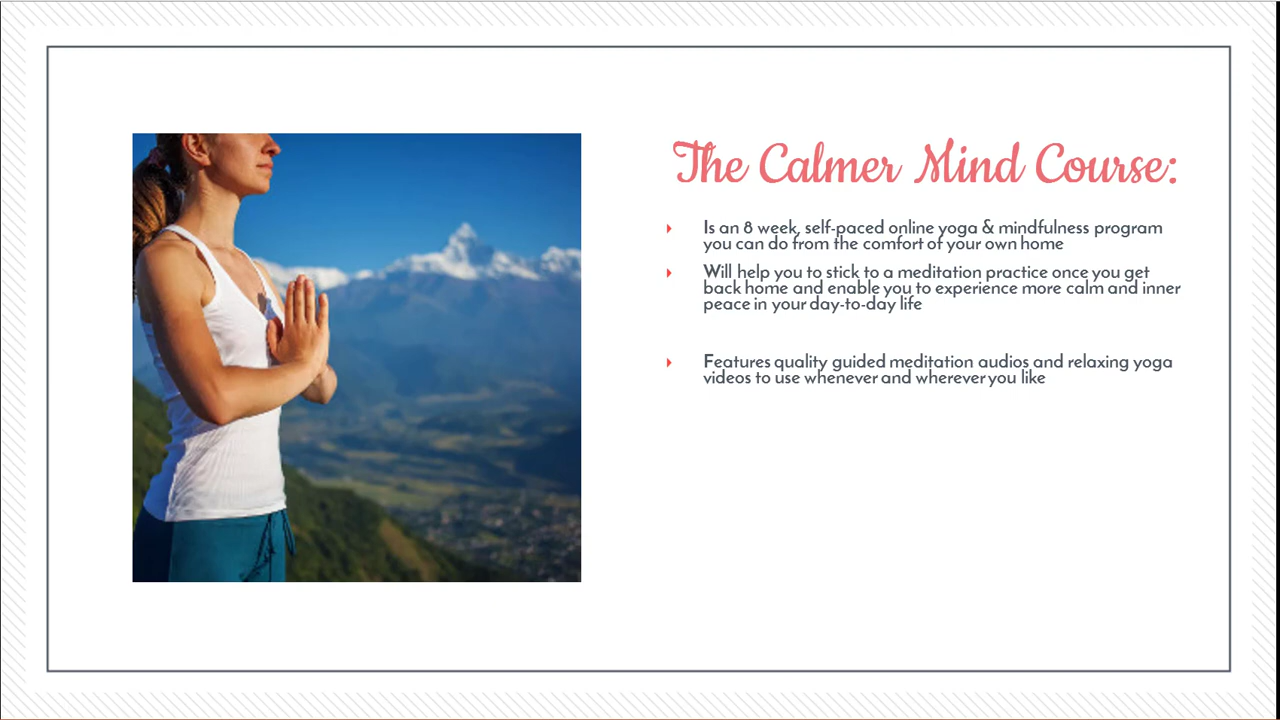 The Calmer Mind Course:
Is an 8 week, self-paced online yoga & mindfulness program
you can do from the comfort of your own home
Will help you to stick to a meditation practice once you get
back home and enable you to experience more calm and inner
peace in your day-to-day life
Features quality guided meditation audios and relaxing yoga
videos to use whenever and wherever you like